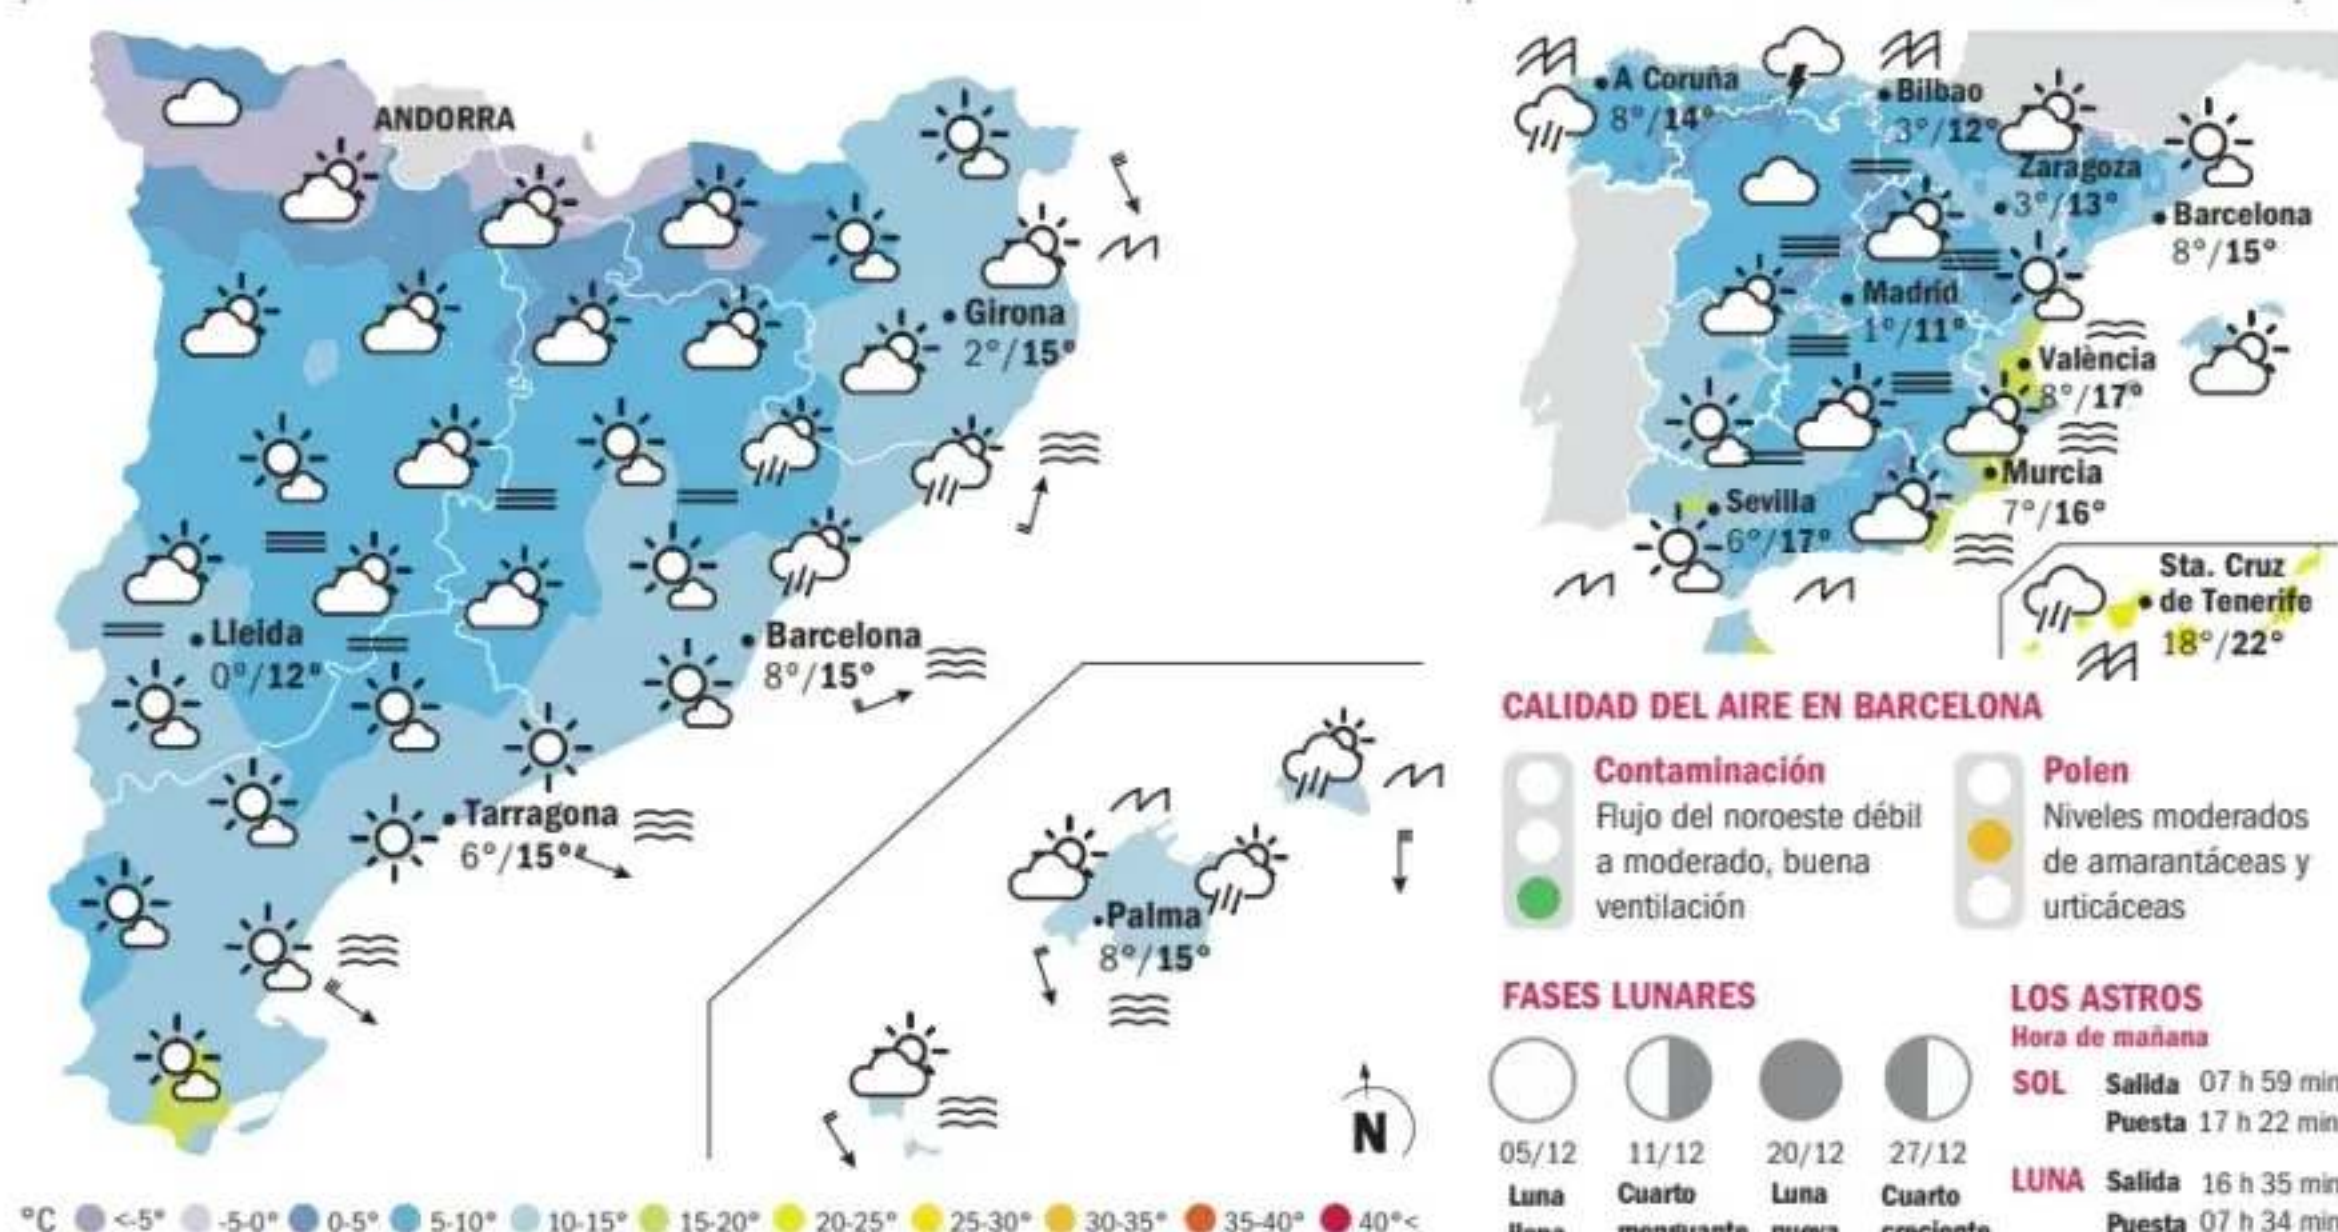 ANDORRA
Girona
2°/15°
Lleida
0°/12°
Barcelona
8°/15°
Tarragona
6°/15°
Palma
8°/15°
N
°C <-5° -5-0° 0-5° 5-10° 10-15° 15-20° 20-25° 25-30° 30-35° 35-40° 40°<
A Coruña
8°/14°
Bilbao
3°/12°
Zaragoza
3°/13°
Barcelona
8°/15°
Madrid
1°/11°
València
8°/17°
Murcia
7°/16°
Sevilla
6°/17°
Sta. Cruz
de Tenerife
18°/22°
CALIDAD DEL AIRE EN BARCELONA
Contaminación
Flujo del noroeste débil
a moderado, buena
ventilación
Polen
Niveles moderados
de amarantáceas y
urticáceas
FASES LUNARES
05/12 11/12 20/12 27/12
Luna Cuarto Luna Cuarto
llena menguante nueva creciente
LOS ASTROS
Hora de mañana
SOL Salida 07 h 59 min
Puesta 17 h 22 min
LUNA Salida 16 h 35 min
Puesta 07 h 34 min